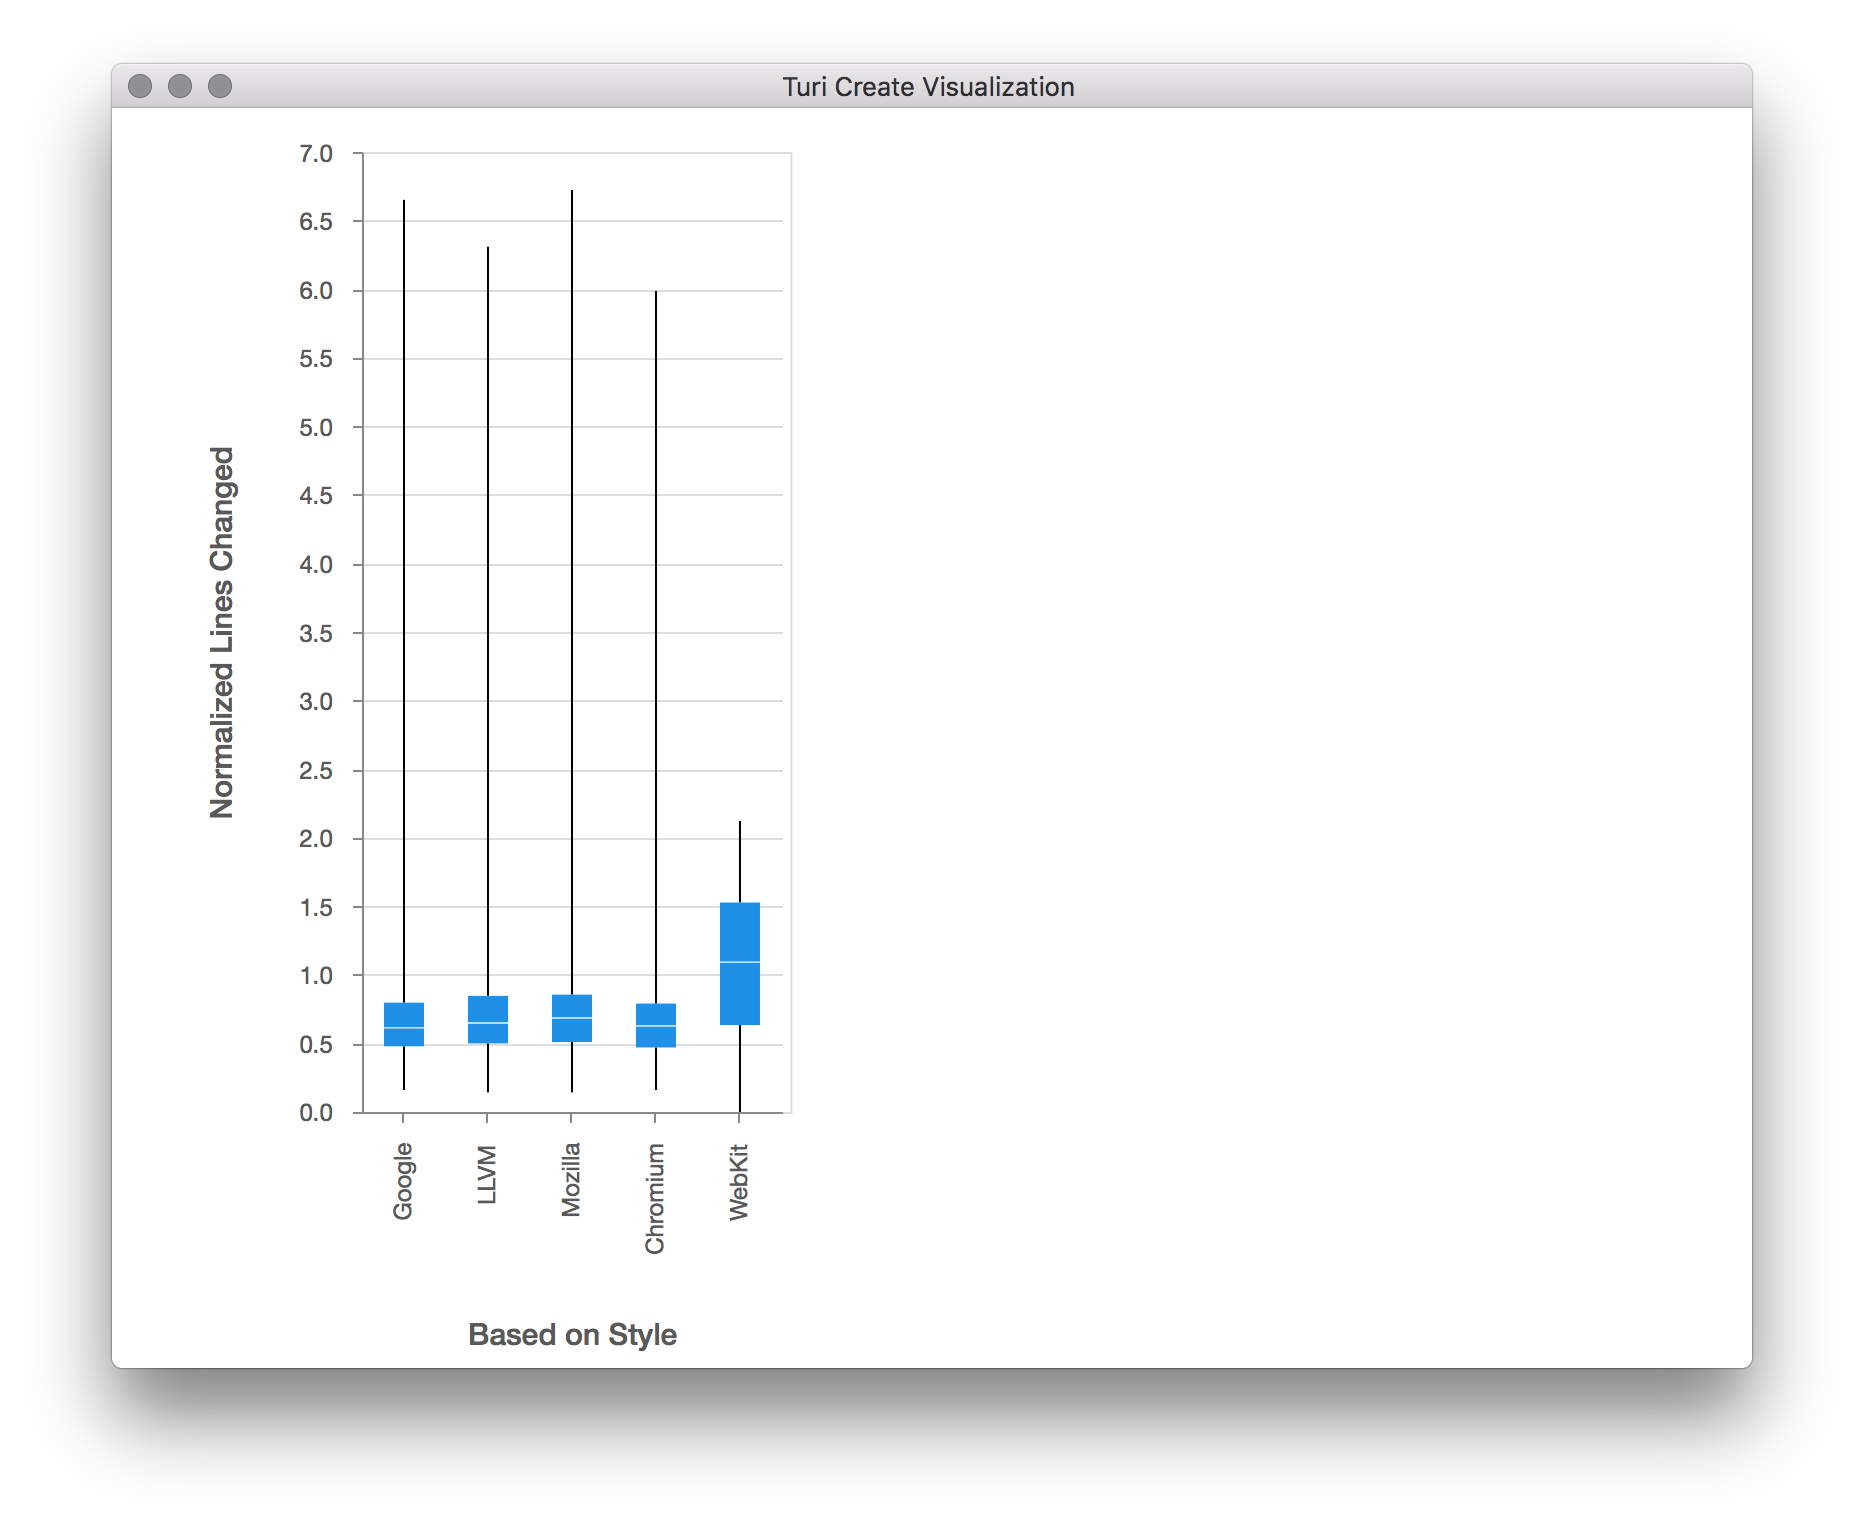 Turi Create Visualization
7.0
6.5
6.0
5.5
5.0
4.5
4.0
3.5
3.0
2.5
2.0
1.5
1.0
0.5
0.0
Normalized Lines Changed
Google
LLVM
Mozilla
Chromium
WebKit
Based on Style